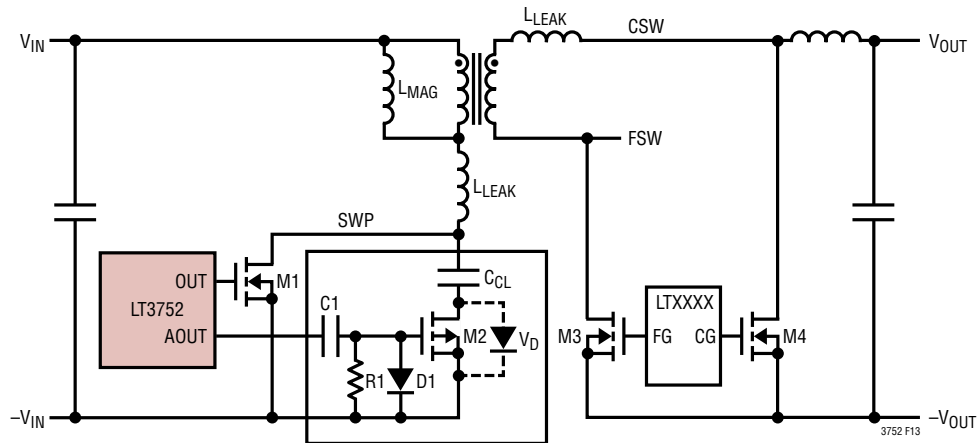 LLEAK
CSW
VIN
VOUT
LMAG
FSW
LLEAK
SWP
CCL
OUT
M1
LT3752
AOUT
C1
M2
VD
R1
D1
LTXXXX
M3
FG
CG
M4
–VIN
–VOUT
3752 F13